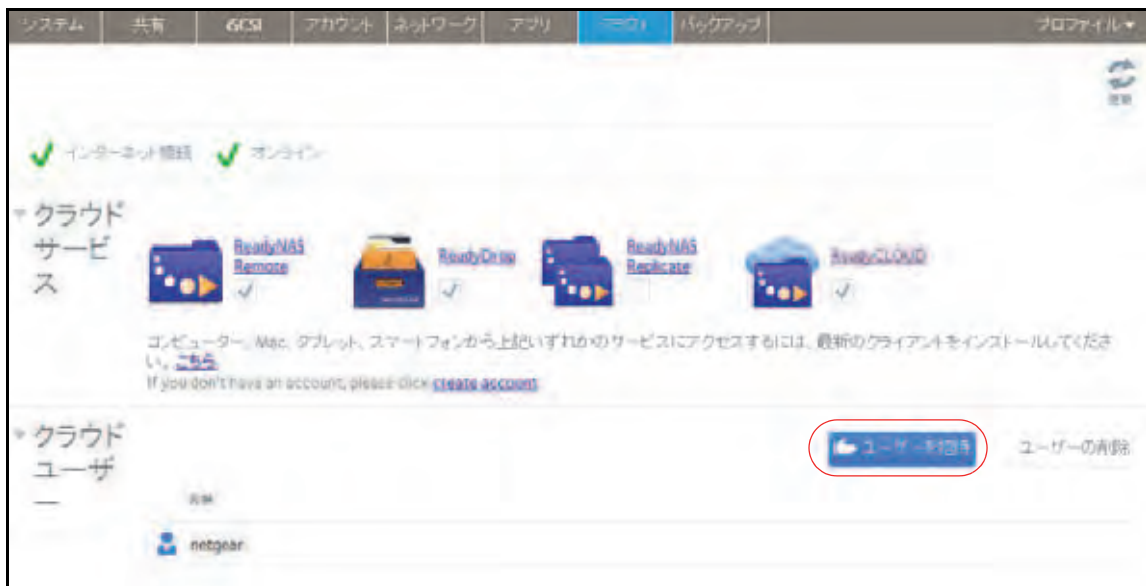 システム 共有 iSCSI アカウント ネットワーク アプリ クラウド バックアップ プロファイル
更新
インターネット接続 オンライン
クラウド
サービ
ス
ReadyNAS
Remote
ReadyDrop
ReadyNAS
Replicate
ReadyCLOUD
コンピューター、Mac、タブレット、スマートフォンから上記いずれかのサービスにアクセスするには、最新のクライアントをインストールしてくださ
い。こちら
If you don't have an account, please click create account
クラウド
ユーザ
ー
ユーザーを招待 ユーザーの削除
名前
netgear